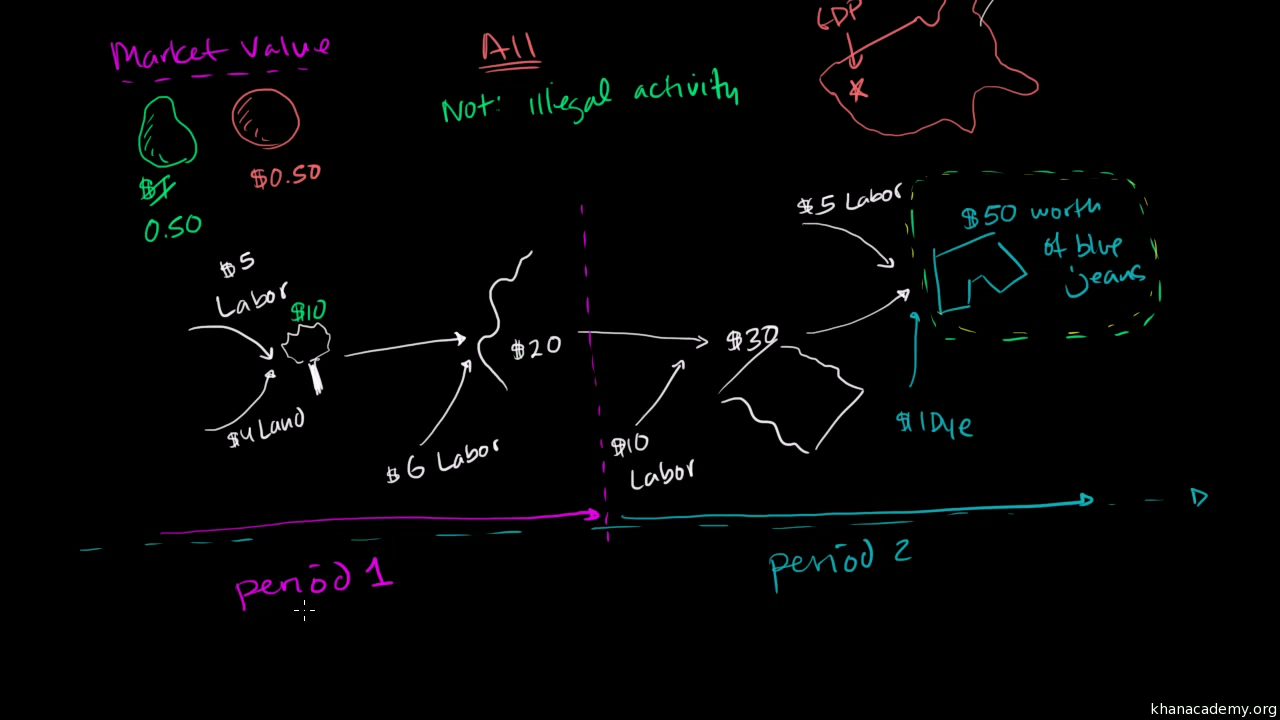 Market Value
All
GDP
Not: illegal activity
$1
0.50
$0.50
$5
Labor
$10
$4 Land
$20
$6 Labor
$10
Labor
$30
$5 Labor
$50 worth
of blue
jeans
$1 Dye
period 1
period 2
khanacademy.org